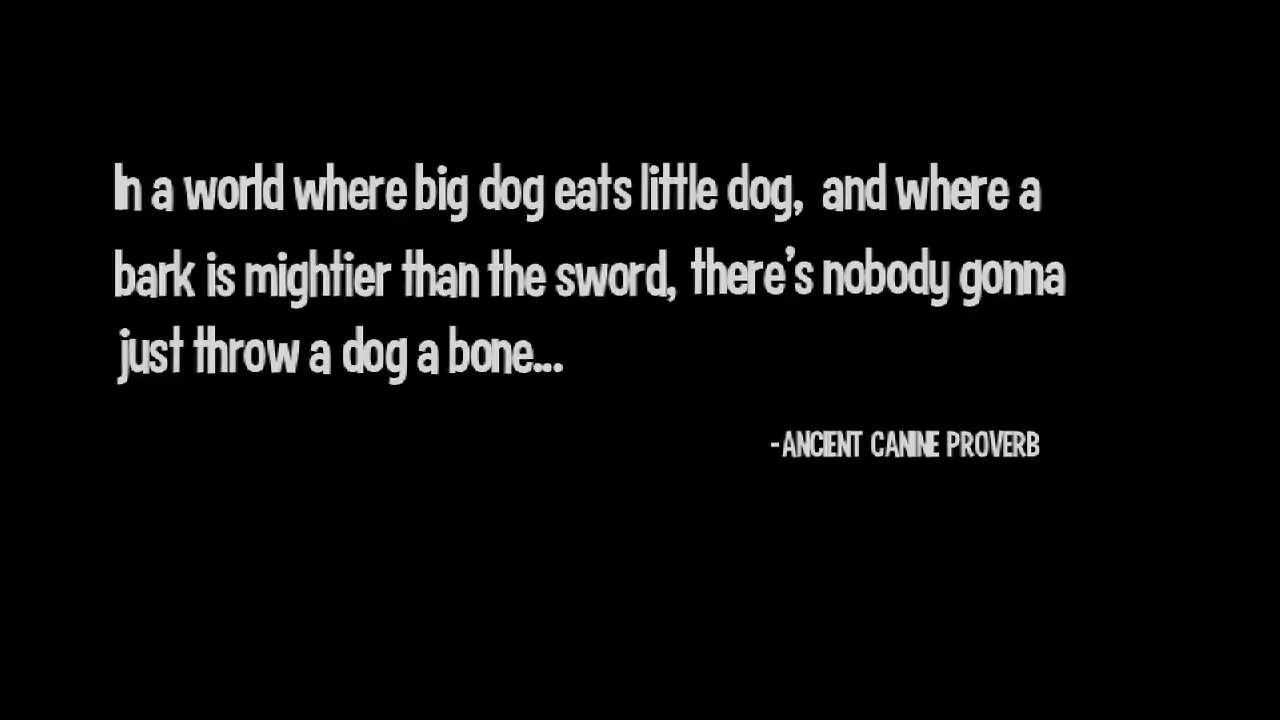 In a world where big dog eats little dog, and where a
bark is mightier than the sword, there's nobody gonna
just throw a dog a bone...
-ANCIENT CANINE PROVERB